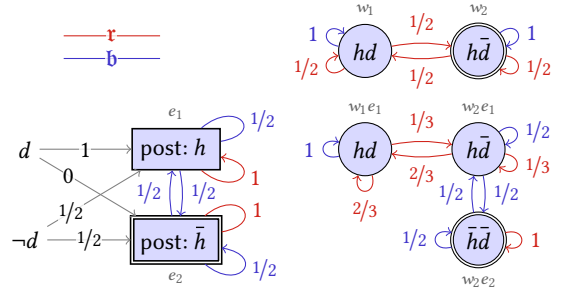 𝔯
𝔟
w₁ w₂
1 hd 1/2 hd̄ 1
1/2 1/2 1/2
e₁
d 1 post: h 1/2
0 1
1/2 1/2 1/2
¬d 1/2 post: h̄ 1
e₂ 1/2
w₁e₁ w₂e₁
1 hd 1/3 hd̄ 1/2
2/3 2/3 1/3
1/2 1/2
1/2 h̄d̄ 1
w₂e₂